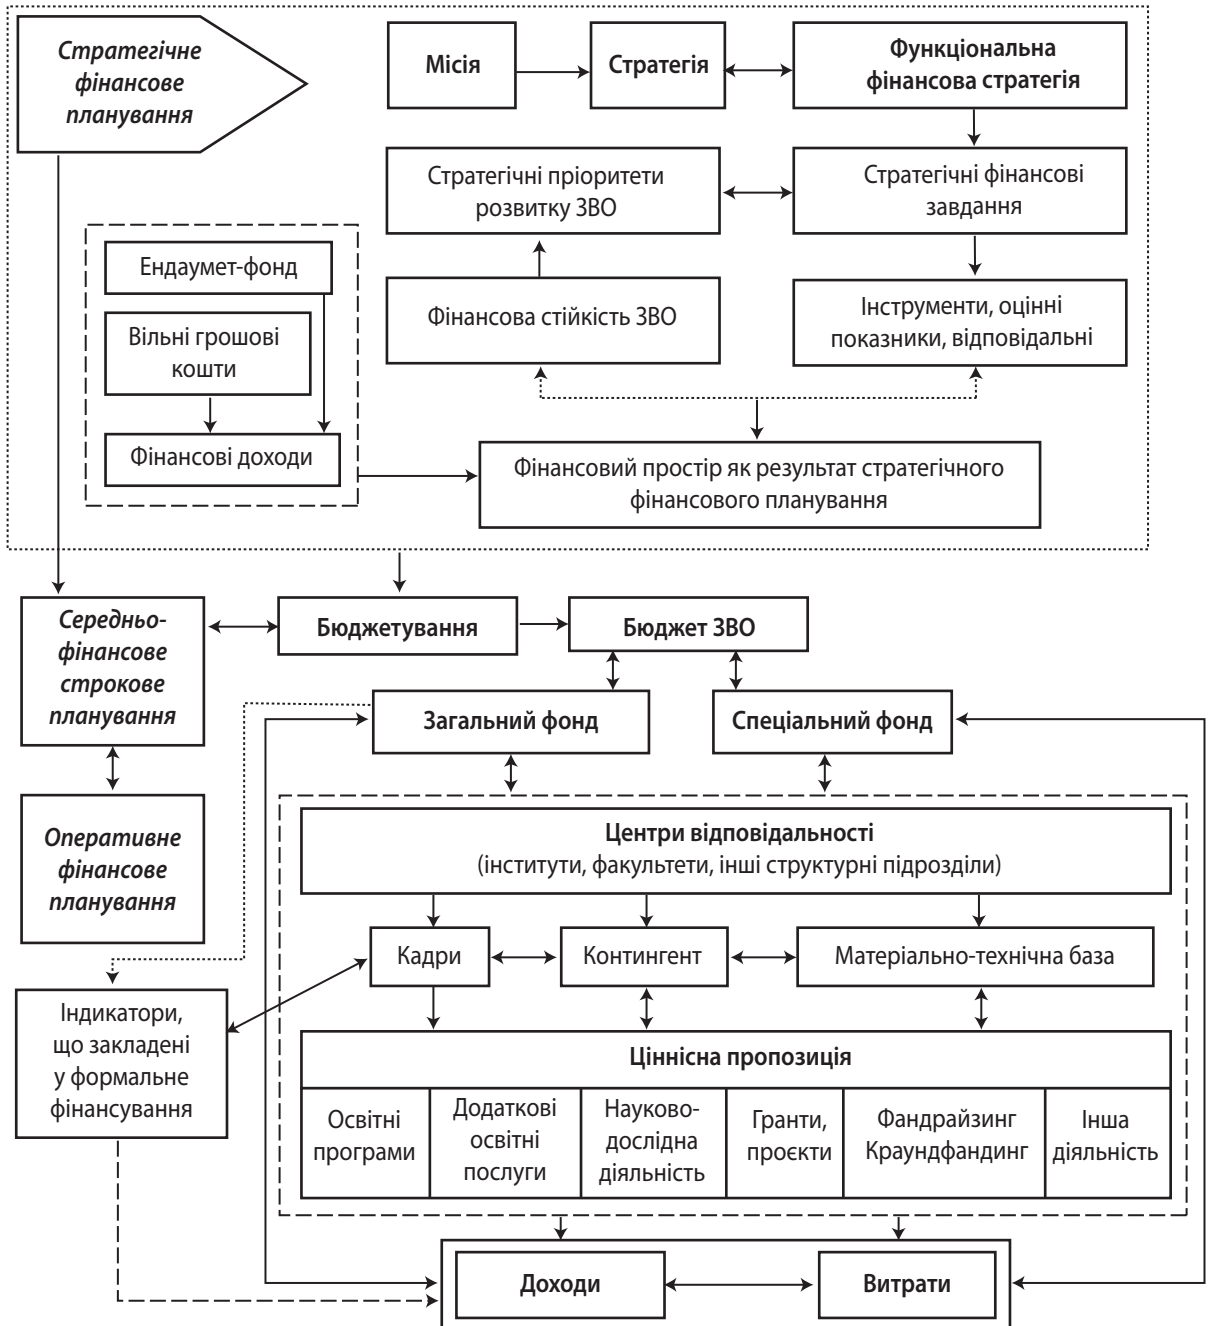 Стратегічне
фінансове
планування
Місія
Стратегія
Функціональна
фінансова стратегія
Стратегічні пріоритети
розвитку ЗВО
Стратегічні фінансові
завдання
Ендаумет-фонд
Вільні грошові
кошти
Фінансові доходи
Фінансова стійкість ЗВО
Інструменти, оцінні
показники, відповідальні
Фінансовий простір як результат стратегічного
фінансового планування
Середньо-
фінансове
строкове
планування
Бюджетування
Бюджет ЗВО
Загальний фонд
Спеціальний фонд
Оперативне
фінансове
планування
Центри відповідальності
(інститути, факультети, інші структурні підрозділи)
Кадри
Контингент
Матеріально-технічна база
Індикатори,
що закладені
у формальне
фінансування
Ціннісна пропозиція
Освітні
програми
Додаткові
освітні
послуги
Науково-
дослідна
діяльність
Гранти,
проєкти
Фандрайзинг
Краундфандинг
Інша
діяльність
Доходи
Витрати